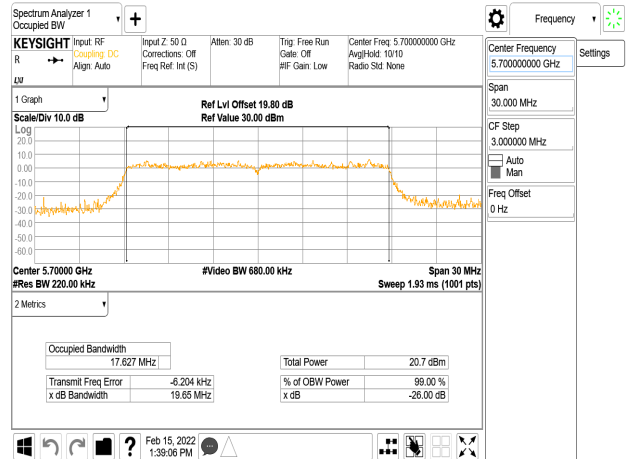 Spectrum Analyzer 1
Occupied BW
Frequency
KEYSIGHT
R
LXI
Input: RF
Coupling: DC
Align: Auto
Input Z: 50 Ω
Corrections: Off
Freq Ref: Int (S)
Atten: 30 dB
Trig: Free Run
Gate: Off
#IF Gain: Low
Center Freq: 5.700000000 GHz
Avg|Hold: 10/10
Radio Std: None
Center Frequency
5.700000000 GHz
Settings
Span
30.000 MHz
CF Step
3.000000 MHz
Auto
Man
Freq Offset
0 Hz
1 Graph
Scale/Div 10.0 dB
Ref Lvl Offset 19.80 dB
Ref Value 30.00 dBm
Log
20.0
10.0
0.00
-10.0
-20.0
-30.0
-40.0
-50.0
-60.0
Center 5.70000 GHz
#Res BW 220.00 kHz
#Video BW 680.00 kHz
Span 30 MHz
Sweep 1.93 ms (1001 pts)
2 Metrics
Occupied Bandwidth
17.627 MHz
Total Power 20.7 dBm
Transmit Freq Error -6.204 kHz
% of OBW Power 99.00 %
x dB Bandwidth 19.65 MHz
x dB -26.00 dB
?
Feb 15, 2022
1:39:06 PM